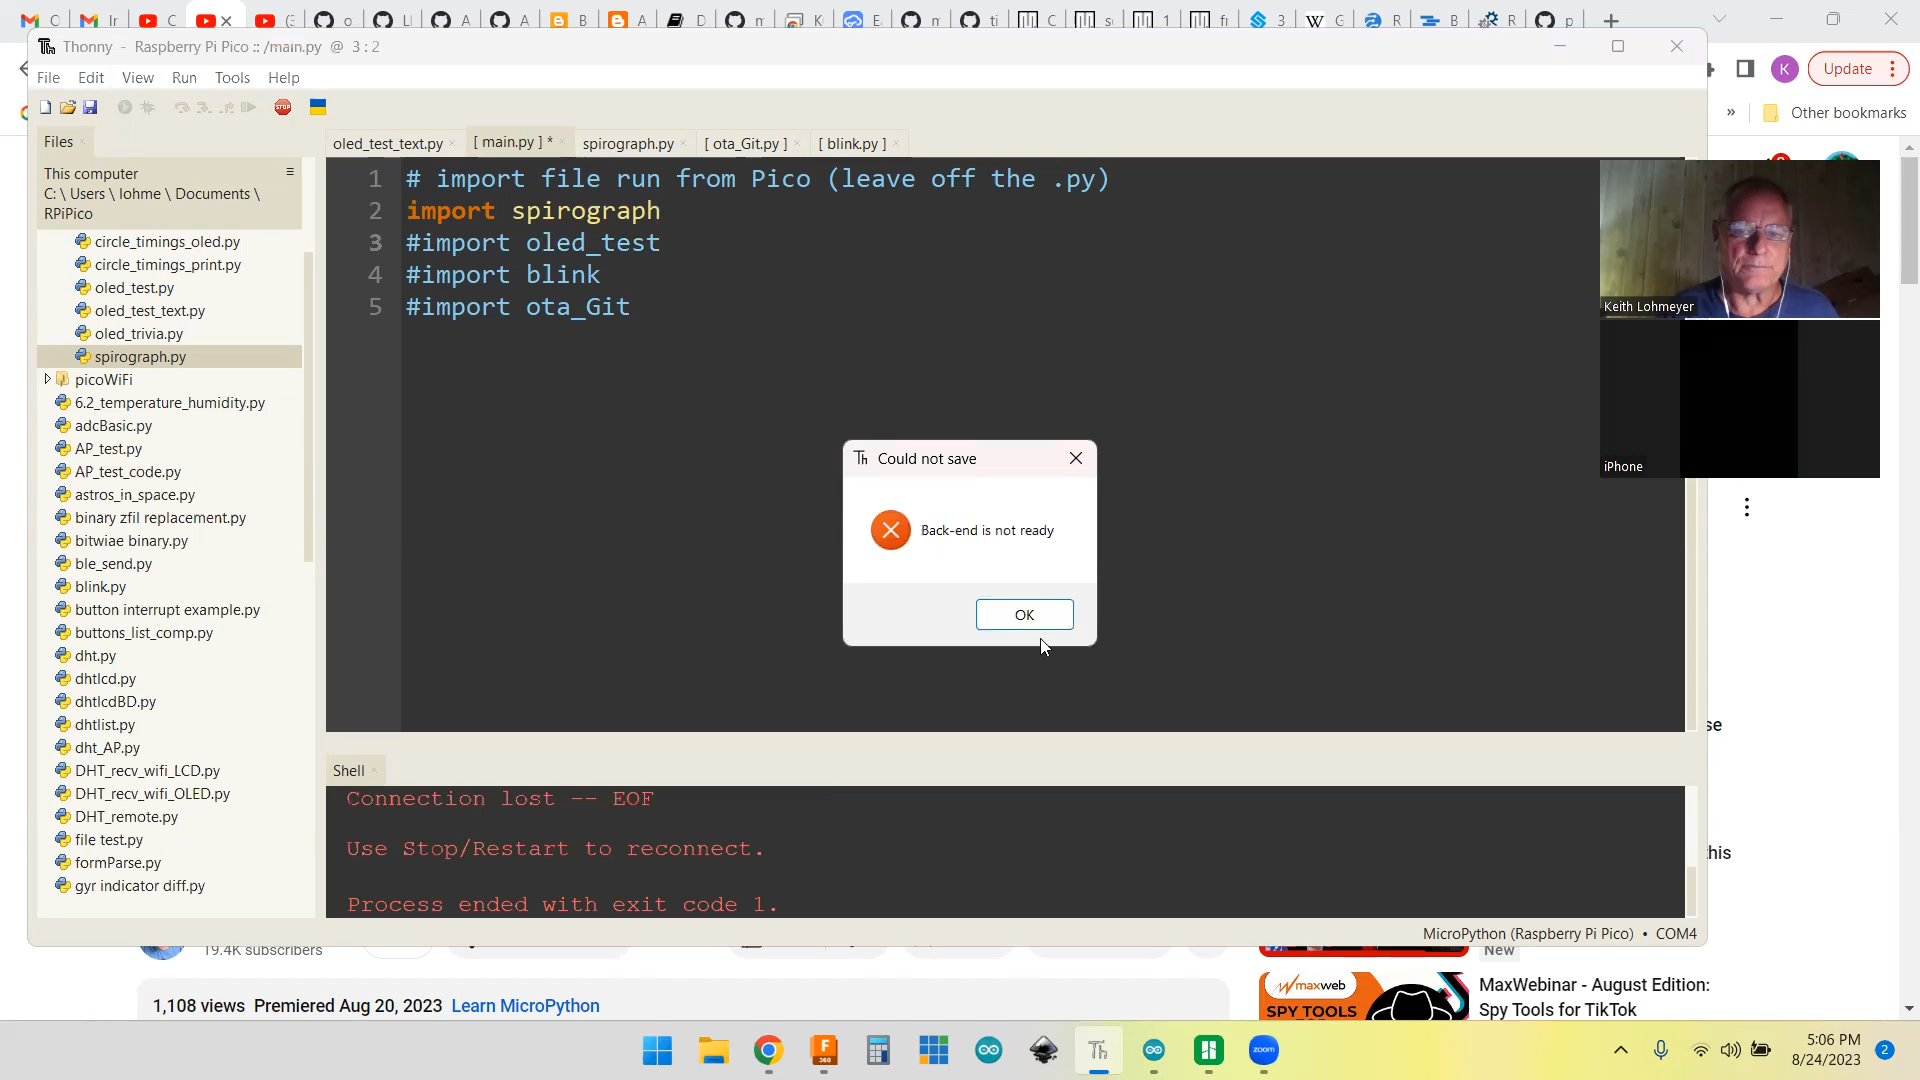 Thonny - Raspberry Pi Pico :: /main.py @ 3 : 2
File Edit View Run Tools Help
Update
Other bookmarks
Files
oled_test_text.py
[ main.py ] *
spirograph.py
[ ota_Git.py ]
[ blink.py ]
This computer
C: \ Users \ lohme \ Documents \
RPiPico
circle_timings_oled.py
circle_timings_print.py
oled_test.py
oled_test_text.py
oled_trivia.py
spirograph.py
picoWiFi
6.2_temperature_humidity.py
adcBasic.py
AP_test.py
AP_test_code.py
astros_in_space.py
binary zfil replacement.py
bitwiae binary.py
ble_send.py
blink.py
button interrupt example.py
buttons_list_comp.py
dht.py
dhtlcd.py
dhtlcdBD.py
dhtlist.py
dht_AP.py
DHT_recv_wifi_LCD.py
DHT_recv_wifi_OLED.py
DHT_remote.py
file test.py
formParse.py
gyr indicator diff.py
1 # import file run from Pico (leave off the .py)
2 import spirograph
3 #import oled_test
4 #import blink
5 #import ota_Git
Could not save
Back-end is not ready
OK
Keith Lohmeyer
iPhone
Shell
Connection lost -- EOF
Use Stop/Restart to reconnect.
Process ended with exit code 1.
MicroPython (Raspberry Pi Pico) • COM4
19.4K subscribers
New
1,108 views Premiered Aug 20, 2023 Learn MicroPython
maxweb
SPY TOOLS
MaxWebinar - August Edition:
Spy Tools for TikTok
5:06 PM
8/24/2023
2